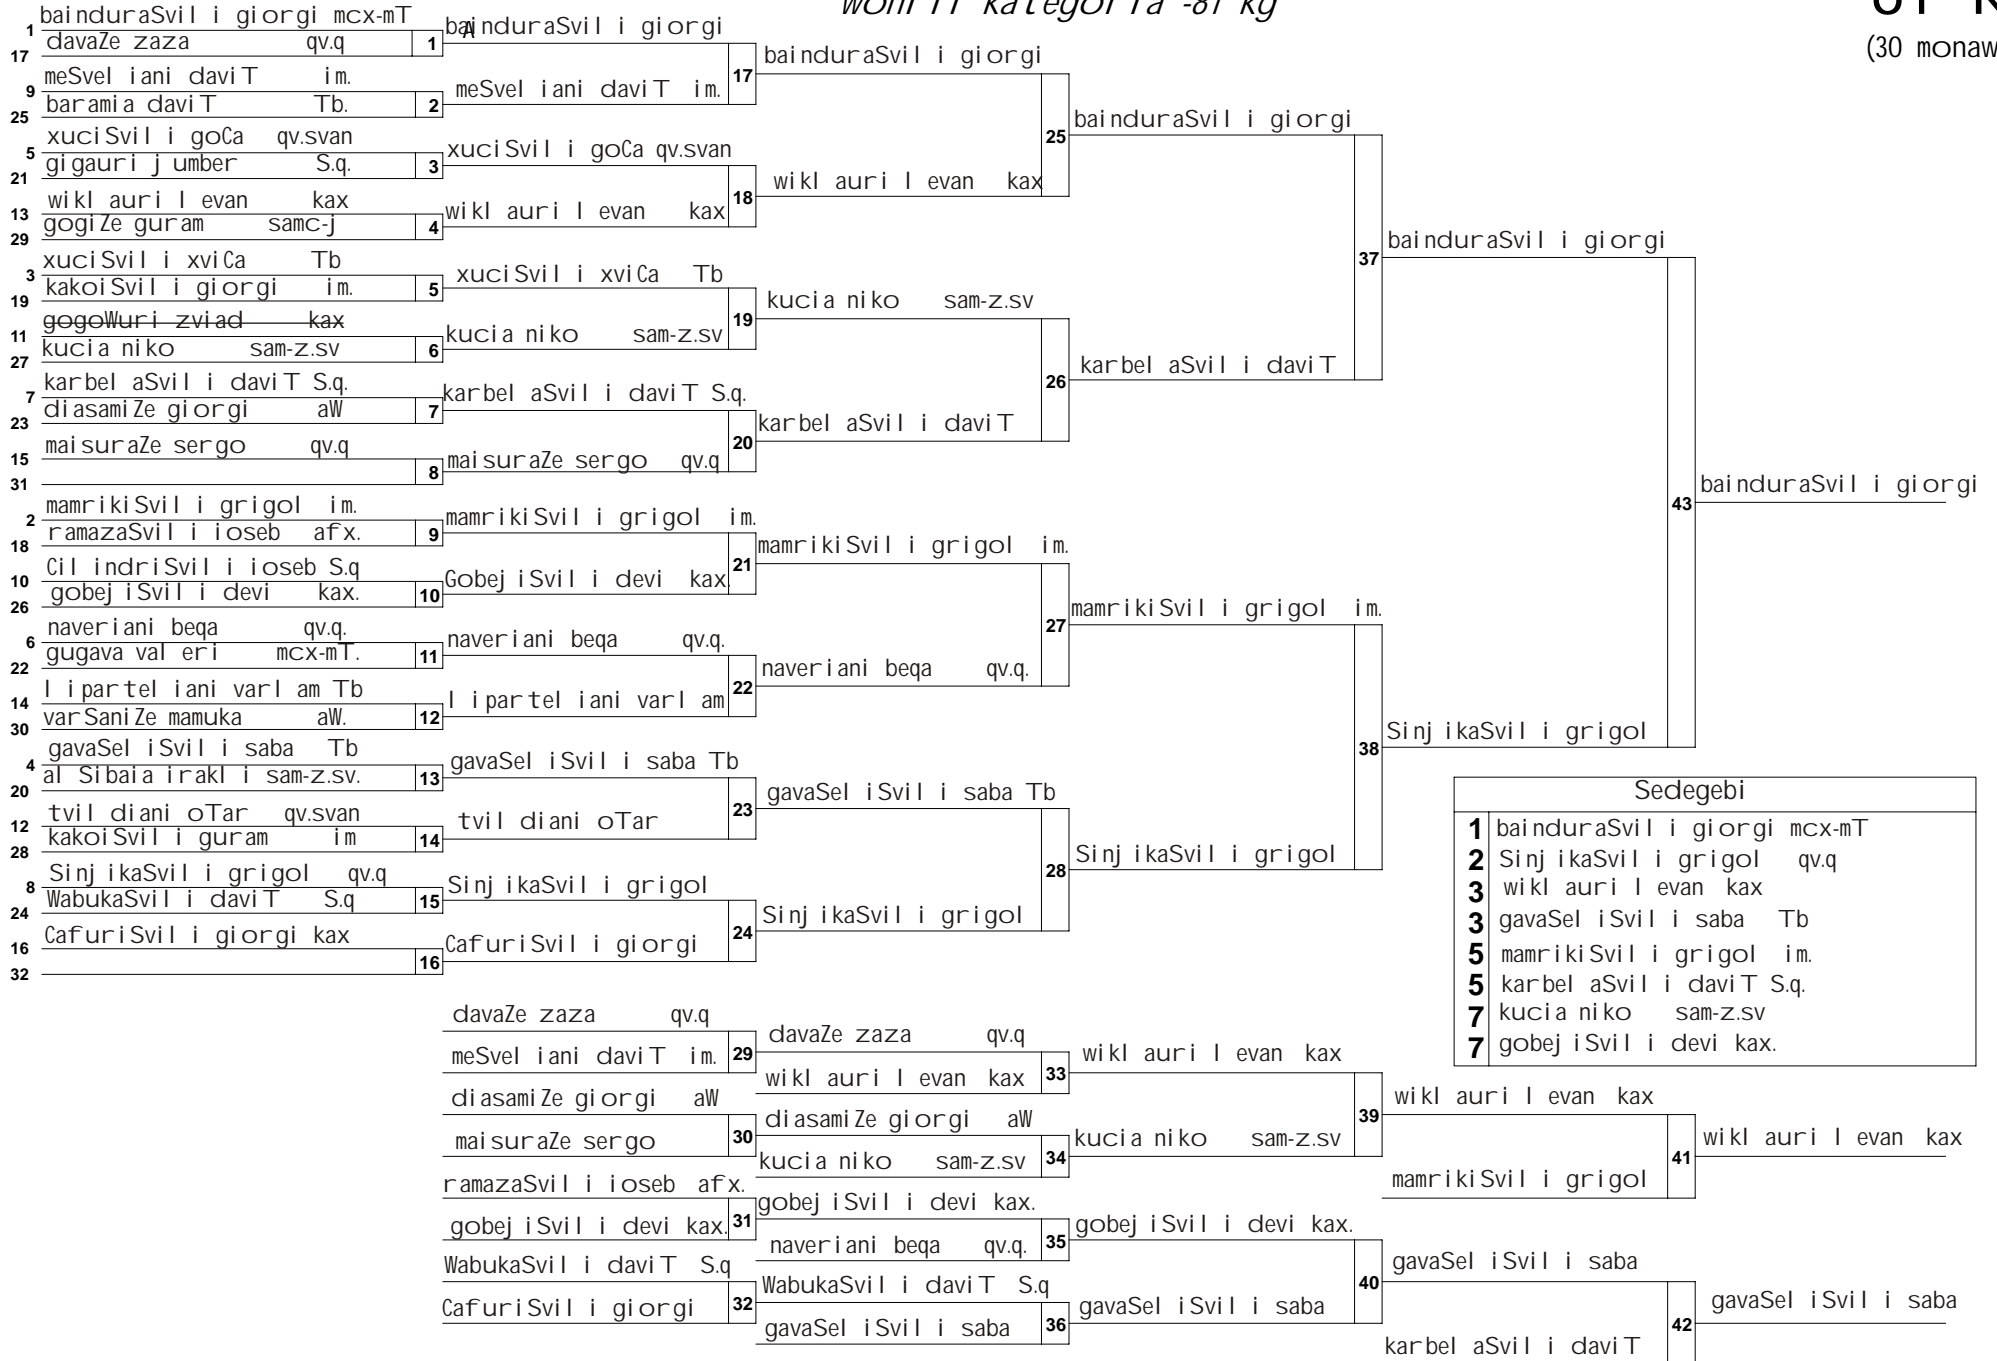 woniTi kategoria -81 kg
(30 monaw
1 bainduraSvili giorgi mcx-mT
17 davaZe zaza qv.q
1
9 meSveliani daviT im.
25 baramia daviT Tb.
2
5 xuciSvili goCa qv.svan
21 gigauri jumber S.q.
3
13 wiklauri levan kax
29 gogiZe guram samc-j
4
3 xuciSvili xviCa Tb
19 kakoiSvili giorgi im.
5
11 gogoWuri zviad kax
27 kucia niko sam-z.sv
6
7 karbelaSvili daviT S.q.
23 diasamiZe giorgi aW
7
15 maisuraZe sergo qv.q
31
8
2 mamrikiSvili grigol im.
18 ramazaSvili ioseb afx.
9
10 CilindriSvili ioseb S.q
26 gobejiSvili devi kax.
10
6 naveriani beqa qv.q.
22 gugava valeri mcx-mT.
11
14 liparteliani varlam Tb
30 varSaniZe mamuka aW.
12
4 gavaSeliSvili saba Tb
20 alSibaia irakli sam-z.sv.
13
12 tvildiani oTar qv.svan
28 kakoiSvili guram im
14
8 SinjikaSvili grigol qv.q
24 WabukaSvili daviT S.q
15
16 CafuriSvili giorgi kax
32
16
A
bainduraSvili giorgi
meSveliani daviT im.
17
xuciSvili goCa qv.svan
wiklauri levan kax
18
xuciSvili xviCa Tb
kucia niko sam-z.sv
19
karbelaSvili daviT S.q.
maisuraZe sergo qv.q
20
mamrikiSvili grigol im.
GobejiSvili devi kax.
21
naveriani beqa qv.q.
liparteliani varlam
22
gavaSeliSvili saba Tb
tvildiani oTar
23
SinjikaSvili grigol
CafuriSvili giorgi
24
bainduraSvili giorgi
wiklauri levan kax
25
kucia niko sam-z.sv
karbelaSvili daviT
26
mamrikiSvili grigol im.
naveriani beqa qv.q.
27
gavaSeliSvili saba Tb
SinjikaSvili grigol
28
bainduraSvili giorgi
karbelaSvili daviT
37
mamrikiSvili grigol im.
SinjikaSvili grigol
38
bainduraSvili giorgi
SinjikaSvili grigol
43
bainduraSvili giorgi
Sedegebi
1 bainduraSvili giorgi mcx-mT
2 SinjikaSvili grigol qv.q
3 wiklauri levan kax
3 gavaSeliSvili saba Tb
5 mamrikiSvili grigol im.
5 karbelaSvili daviT S.q.
7 kucia niko sam-z.sv
7 gobejiSvili devi kax.
davaZe zaza qv.q
meSveliani daviT im.
29
diasamiZe giorgi aW
maisuraZe sergo
30
ramazaSvili ioseb afx.
gobejiSvili devi kax.
31
WabukaSvili daviT S.q
CafuriSvili giorgi
32
davaZe zaza qv.q
wiklauri levan kax
33
diasamiZe giorgi aW
kucia niko sam-z.sv
34
gobejiSvili devi kax.
naveriani beqa qv.q.
35
WabukaSvili daviT S.q
gavaSeliSvili saba
36
wiklauri levan kax
kucia niko sam-z.sv
39
gobejiSvili devi kax.
gavaSeliSvili saba
40
wiklauri levan kax
mamrikiSvili grigol
41
wiklauri levan kax
gavaSeliSvili saba
karbelaSvili daviT
42
gavaSeliSvili saba